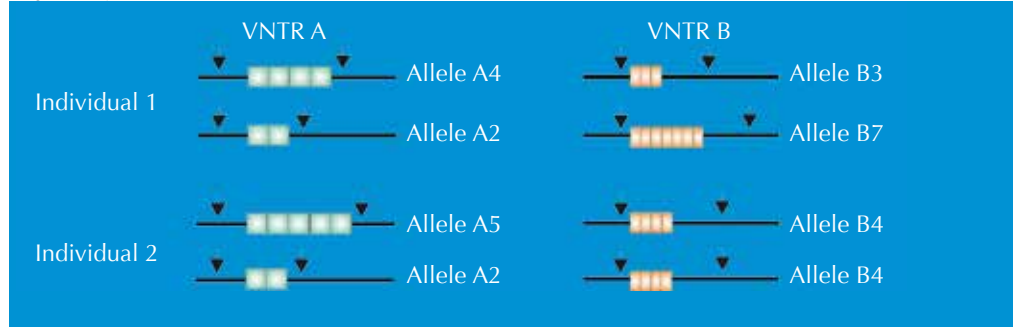 VNTR A VNTR B
Allele A4 Allele B3
Individual 1
Allele A2 Allele B7
Allele A5 Allele B4
Individual 2
Allele A2 Allele B4